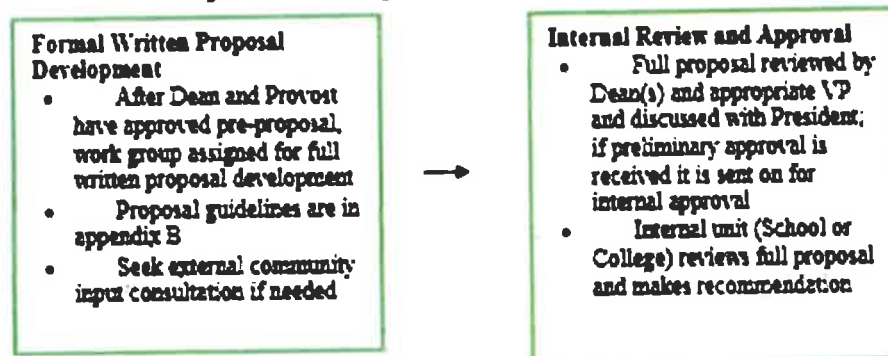 Formal Written Proposal
Development
• After Dean and Provost
have approved pre-proposal,
work group assigned for full
written proposal development
• Proposal guidelines are in
appendix B
• Seek external community
input consultation if needed
Internal Review and Approval
• Full proposal reviewed by
Dean(s) and appropriate VP
and discussed with President;
if preliminary approval is
received it is sent on for
internal approval
• Internal unit (School or
College) reviews full proposal
and makes recommendation